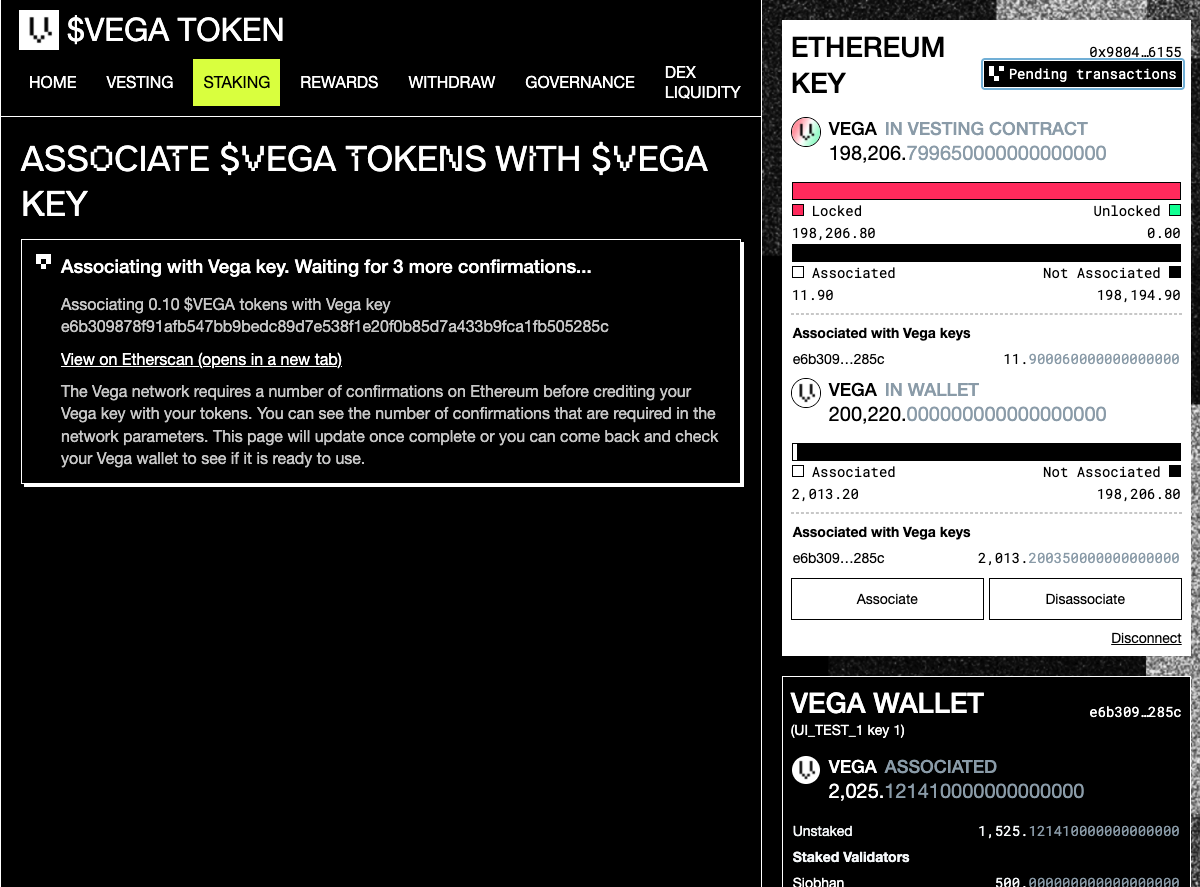 $VEGA TOKEN
HOME
VESTING
STAKING
REWARDS
WITHDRAW
GOVERNANCE
DEX
LIQUIDITY
ASSOCIATE $VEGA TOKENS WITH $VEGA
KEY
Associating with Vega key. Waiting for 3 more confirmations...
Associating 0.10 $VEGA tokens with Vega key
e6b309878f91afb547bb9bedc89d7e538f1e20f0b85d7a433b9fca1fb505285c
View on Etherscan (opens in a new tab)
The Vega network requires a number of confirmations on Ethereum before crediting your
Vega key with your tokens. You can see the number of confirmations that are required in the
network parameters. This page will update once complete or you can come back and check
your Vega wallet to see if it is ready to use.
ETHEREUM
KEY
0x9804…6155
Pending transactions
VEGA IN VESTING CONTRACT
198,206.799650000000000000
Locked
Unlocked
198,206.80
0.00
Associated
Not Associated
11.90
198,194.90
Associated with Vega keys
e6b309…285c
11.900060000000000000
VEGA IN WALLET
200,220.000000000000000000
Associated
Not Associated
2,013.20
198,206.80
Associated with Vega keys
e6b309…285c
2,013.200350000000000000
Associate
Disassociate
Disconnect
VEGA WALLET
e6b309…285c
(UI_TEST_1 key 1)
VEGA ASSOCIATED
2,025.121410000000000000
Unstaked
1,525.121410000000000000
Staked Validators
Siobhan
500.000000000000000000